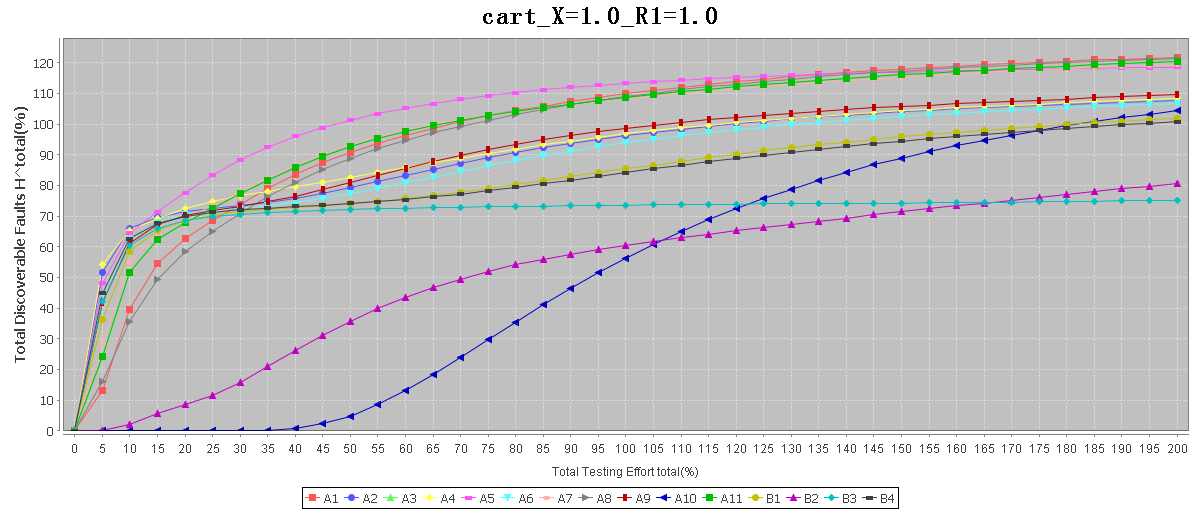 cart_X=1.0_R1=1.0
Total Discoverable Faults H^total(%)
120
110
100
90
80
70
60
50
40
30
20
10
0
0 5 10 15 20 25 30 35 40 45 50 55 60 65 70 75 80 85 90 95 100 105 110 115 120 125 130 135 140 145 150 155 160 165 170 175 180 185 190 195 200
Total Testing Effort total(%)
A1 A2 A3 A4 A5 A6 A7 A8 A9 A10 A11 B1 B2 B3 B4